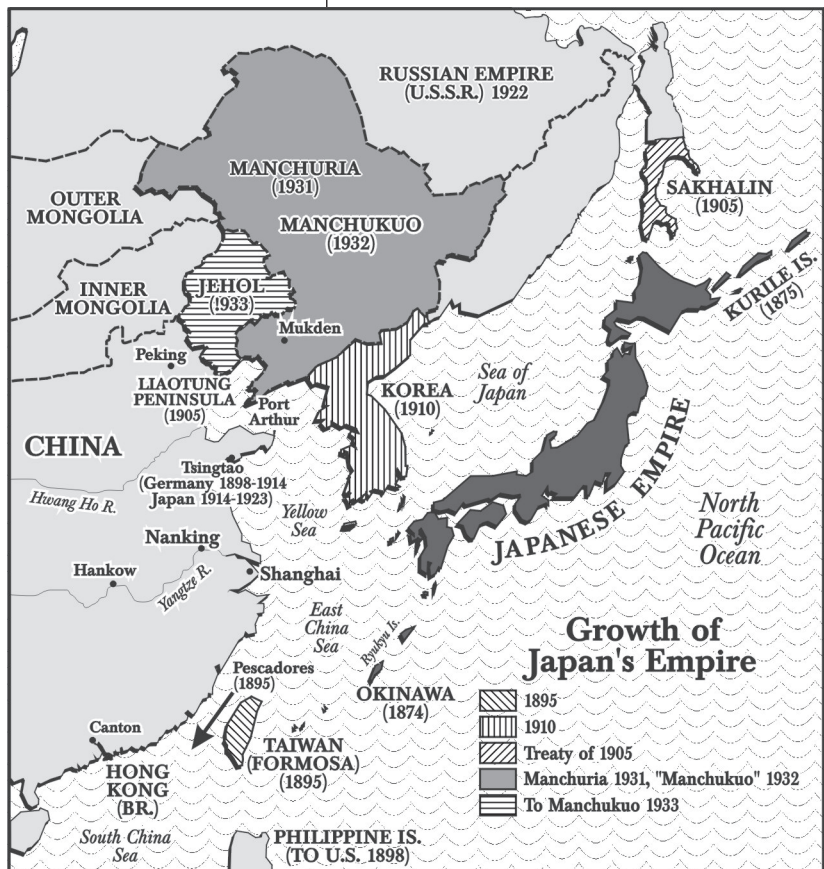 RUSSIAN EMPIRE
(U.S.S.R.) 1922
MANCHURIA
(1931)
SAKHALIN
(1905)
OUTER
MONGOLIA
MANCHUKUO
(1932)
KURILE IS.
(1875)
INNER
MONGOLIA
JEHOL
(!933)
Mukden
Peking
LIAOTUNG
PENINSULA
(1905)
Port
Arthur
KOREA
(1910)
Sea of
Japan
CHINA
Tsingtao
(Germany 1898-1914
Japan 1914-1923)
Hwang Ho R.
Yellow
Sea
JAPANESE EMPIRE
North
Pacific
Ocean
Nanking
Hankow
Yangtze R.
Shanghai
East
China
Sea
Ryukyu Is.
OKINAWA
(1874)
Pescadores
(1895)
TAIWAN
(FORMOSA)
(1895)
Canton
HONG
KONG
(BR.)
South China
Sea
PHILIPPINE IS.
(TO U.S. 1898)
Growth of
Japan's Empire
1895
1910
Treaty of 1905
Manchuria 1931, "Manchukuo" 1932
To Manchukuo 1933